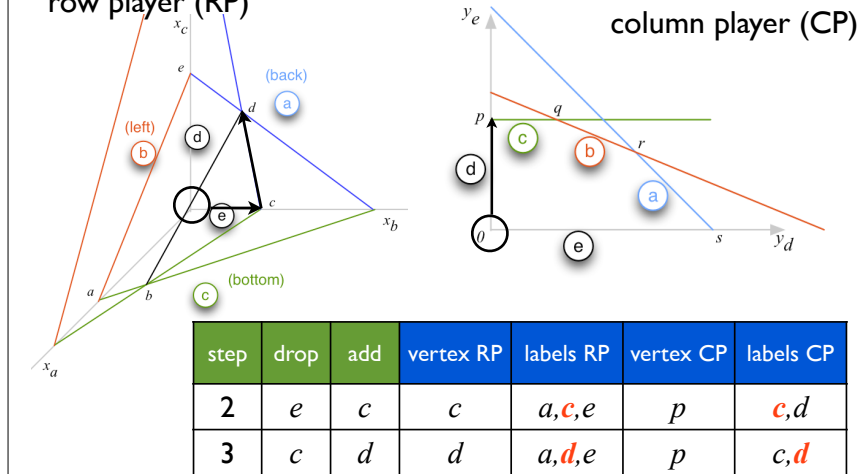 row player (RP)
column player (CP)
x_c
e
(back)
a
d
d
(left)
b
e
c
x_b
a
b
(bottom)
c
x_a
y_e
p
q
c
b
r
d
a
0
e
s
y_d
step drop add vertex RP labels RP vertex CP labels CP
2 e c c a,c,e p c,d
3 c d d a,d,e p c,d